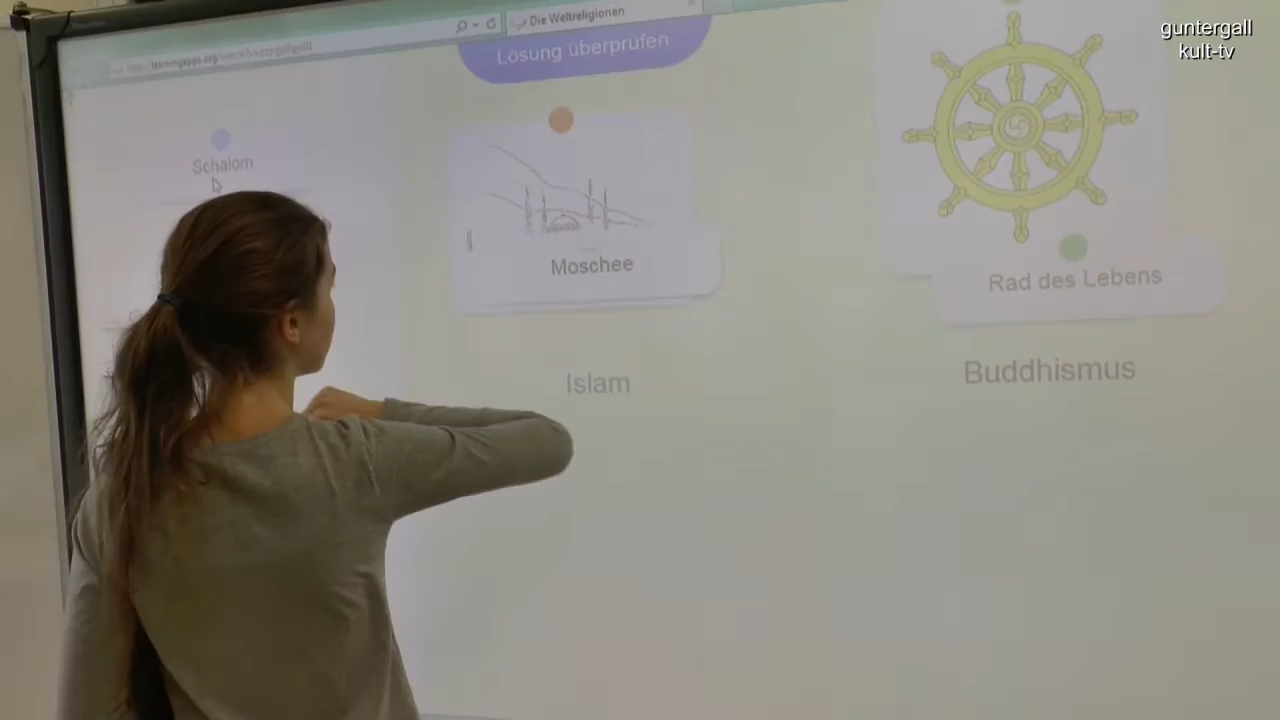 Die Weltreligionen
guntergall
kult-tv
Lösung überprüfen
Schalom
Moschee
Rad des Lebens
Islam
Buddhismus